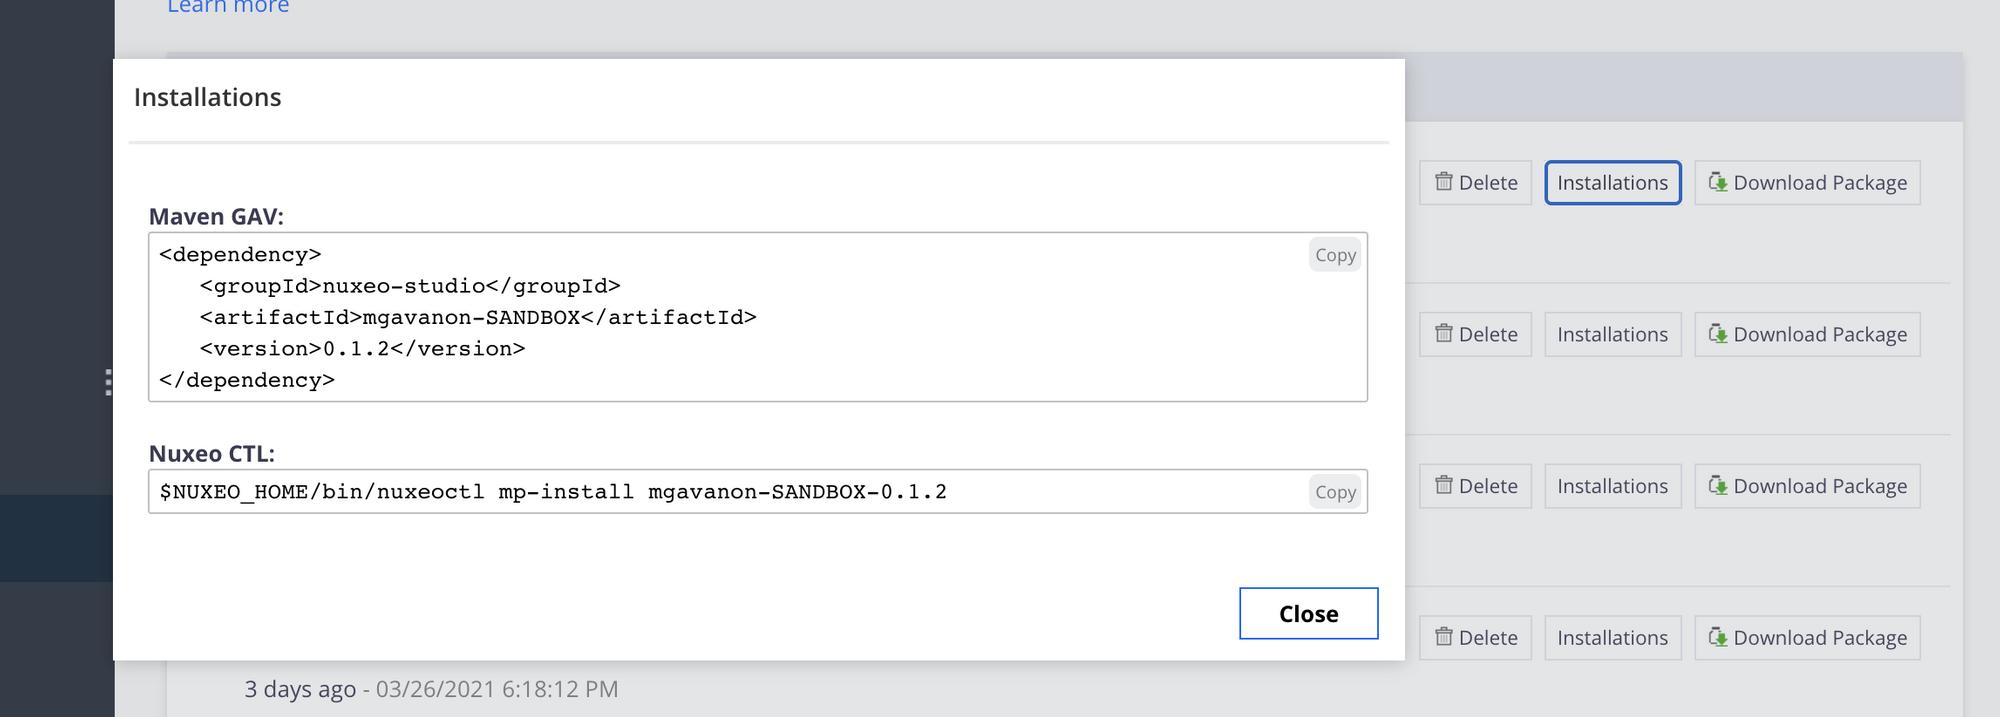 Learn more
Installations
Maven GAV:
<dependency>
   <groupId>nuxeo-studio</groupId>
   <artifactId>mgavanon-SANDBOX</artifactId>
   <version>0.1.2</version>
</dependency>
Copy
Nuxeo CTL:
$NUXEO_HOME/bin/nuxeoctl mp-install mgavanon-SANDBOX-0.1.2
Copy
Close
Delete Installations Download Package
Delete Installations Download Package
Delete Installations Download Package
Delete Installations Download Package
3 days ago - 03/26/2021 6:18:12 PM